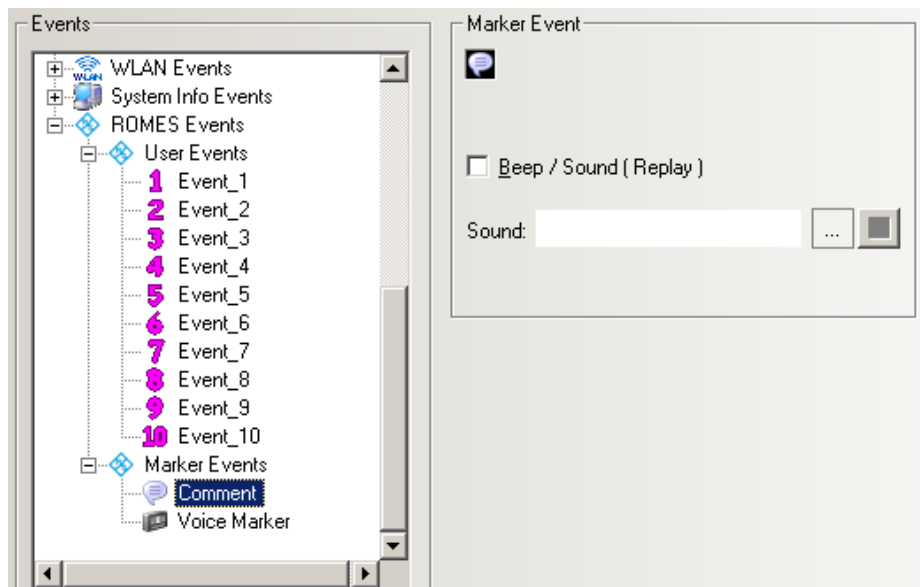 Events
WLAN
WLAN Events
System Info Events
ROMES Events
User Events
1 Event_1
2 Event_2
3 Event_3
4 Event_4
5 Event_5
6 Event_6
7 Event_7
8 Event_8
9 Event_9
10 Event_10
Marker Events
Comment
Voice Marker
Marker Event
Beep / Sound ( Replay )
Sound:
...